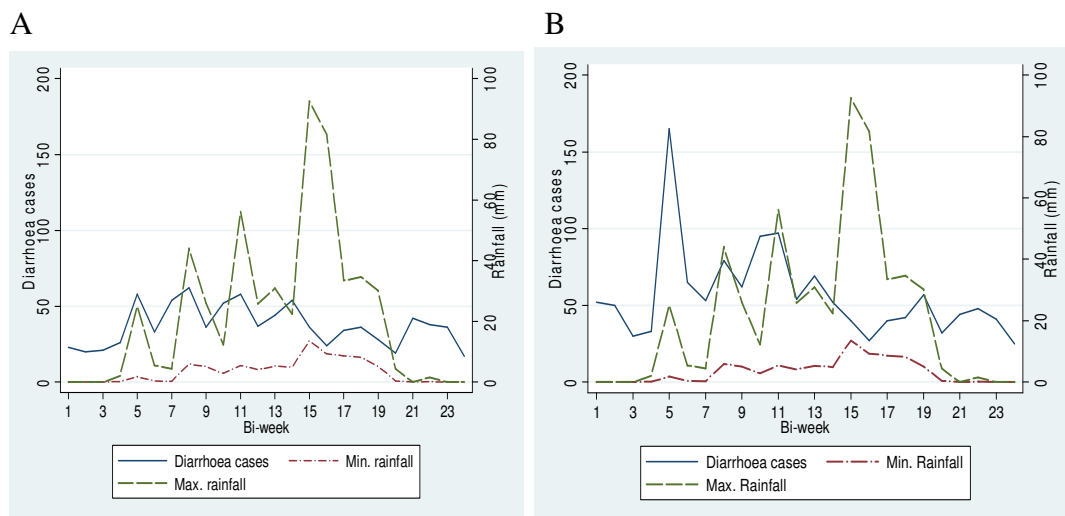 A
Diarrhoea cases
0 50 100 150 200
Rainfall (mm)
0 20 40 60 80 100
1 3 5 7 9 11 13 15 17 19 21 23
Bi-week
Diarrhoea cases
Min. rainfall
Max. rainfall
B
Diarrhoea cases
0 50 100 150 200
Rainfall (mm)
0 20 40 60 80 100
1 3 5 7 9 11 13 15 17 19 21 23
Bi-week
Diarrhoea cases
Min. Rainfall
Max. Rainfall